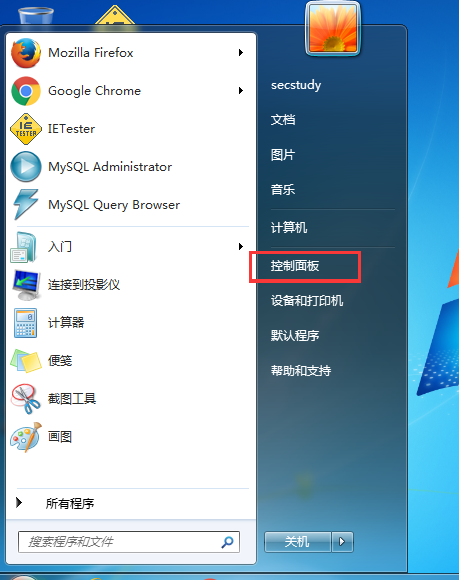 Mozilla Firefox
Google Chrome
IETester
MySQL Administrator
MySQL Query Browser
入门
连接到投影仪
计算器
便笺
截图工具
画图
所有程序
搜索程序和文件
secstudy
文档
图片
音乐
计算机
控制面板
设备和打印机
默认程序
帮助和支持
关机